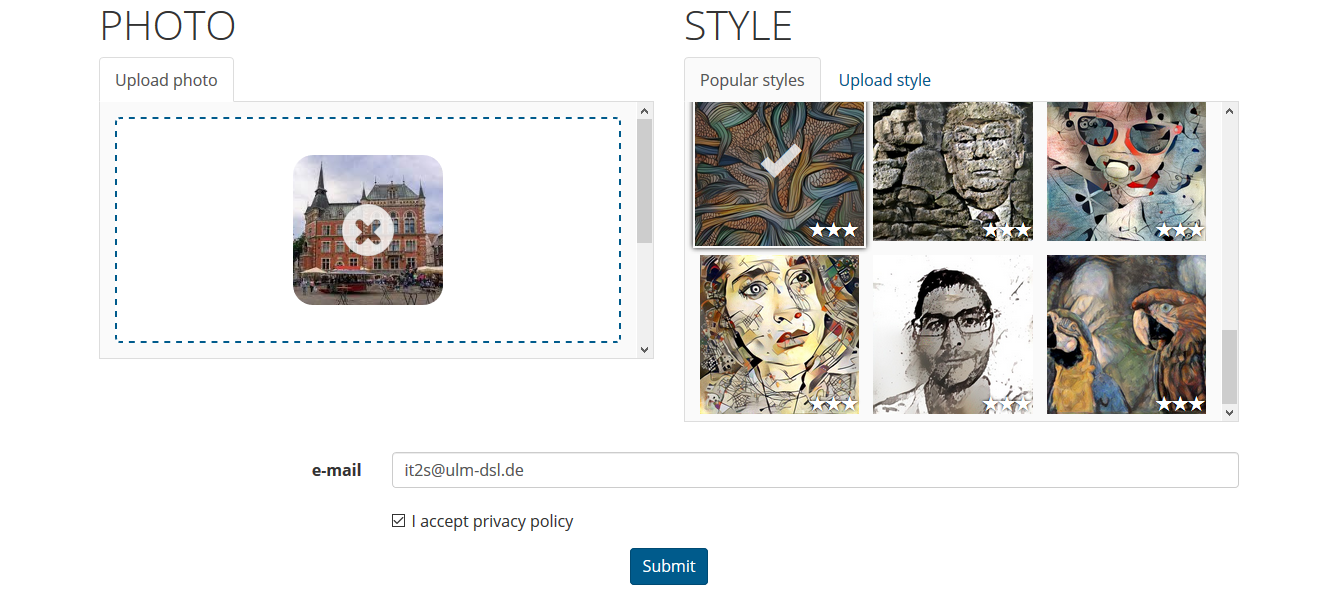 PHOTO
STYLE
Upload photo
Popular styles
Upload style
e-mail
it2s@ulm-dsl.de
I accept privacy policy
Submit